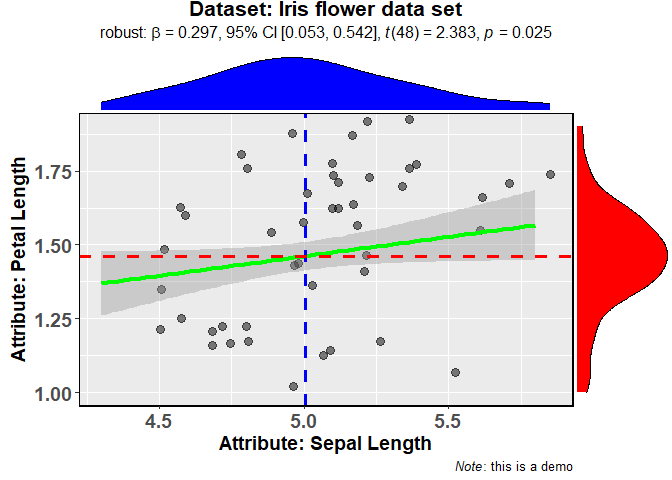 Dataset: Iris flower data set
robust: β = 0.297, 95% CI [0.053, 0.542], t(48) = 2.383, p = 0.025
Attribute: Petal Length
1.75
1.50
1.25
1.00
4.5 5.0 5.5
Attribute: Sepal Length
Note: this is a demo